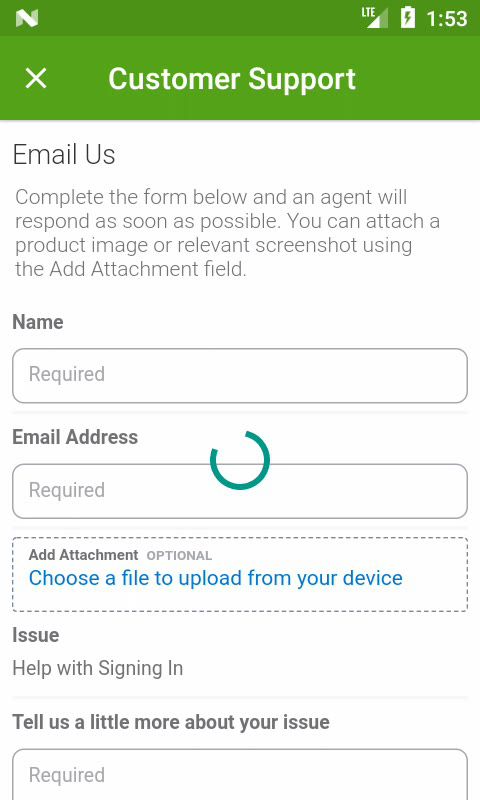 LTE 1:53
Customer Support
Email Us
Complete the form below and an agent will
respond as soon as possible. You can attach a
product image or relevant screenshot using
the Add Attachment field.
Name
Required
Email Address
Required
Add Attachment OPTIONAL
Choose a file to upload from your device
Issue
Help with Signing In
Tell us a little more about your issue
Required